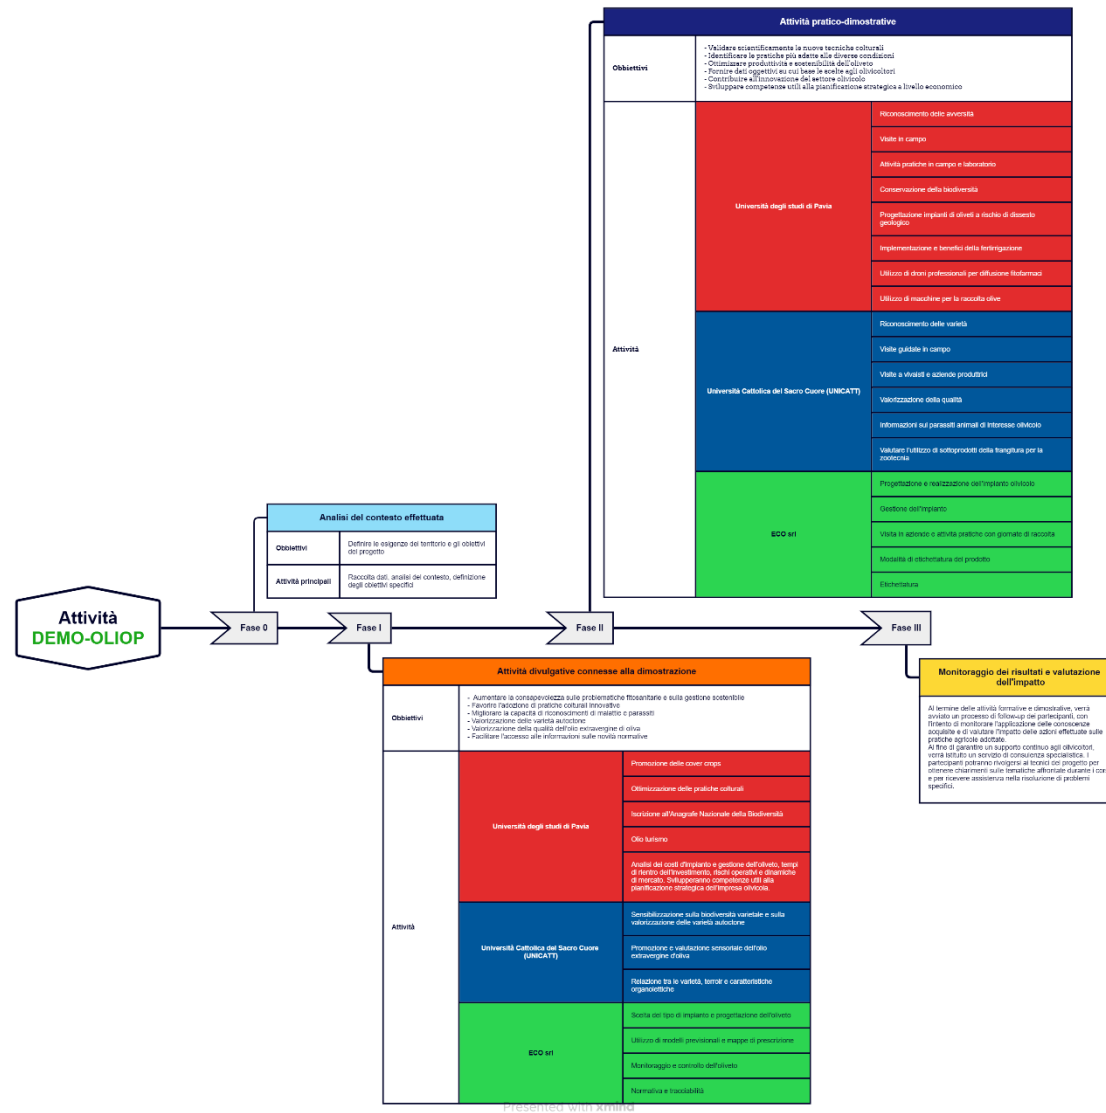 Attività pratico-dimostrative
Obbiettivi
- Validare scientificamente le nuove tecniche colturali
- Identificare le pratiche più adatte alle diverse condizioni
- Ottimizzare produttività e sostenibilità dell'oliveto
- Fornire dati oggettivi su cui base le scelte agli olivicoltori
- Contribuire all'innovazione del settore olivicolo
- Sviluppare competenze utili alla pianificazione strategica a livello economico
Attività
Università degli studi di Pavia
Riconoscimento delle avversità
Visite in campo
Attività pratiche in campo e laboratorio
Conservazione della biodiversità
Progettazione impianti di oliveti a rischio di dissesto
geologico
Implementazione e benefici della fertirrigazione
Utilizzo di droni professionali per diffusione fitofarmaci
Utilizzo di macchine per la raccolta olive
Università Cattolica del Sacro Cuore (UNICATT)
Riconoscimento delle varietà
Visite guidate in campo
Visite a vivaisti e aziende produttrici
Valorizzazione della qualità
Informazioni sui parassiti animali di interesse olivicolo
Valutare l'utilizzo di sottoprodotti della frangitura per la
zootecnia
ECO srl
Progettazione e realizzazione dell'impianto olivicolo
Gestione dell'impianto
Visita in aziende e attività pratiche con giornate di raccolta
Modalità di etichettatura del prodotto
Etichettatura
Analisi del contesto effettuata
Obbiettivi
Definire le esigenze del territorio e gli obiettivi
del progetto
Attività principali
Raccolta dati, analisi del contesto, definizione
degli obiettivi specifici
Attività
DEMO-OLIOP
Fase 0
Fase I
Fase II
Fase III
Attività divulgative connesse alla dimostrazione
Obbiettivi
- Aumentare la consapevolezza sulle problematiche fitosanitarie e sulla gestione sostenibile
- Favorire l'adozione di pratiche colturali innovative
- Migliorare la capacità di riconoscimenti di malattie e parassiti
- Valorizzazione delle varietà autoctone
- Valorizzazione della qualità dell'olio extravergine di oliva
- Facilitare l'accesso alle informazioni sulle novità normative
Attività
Università degli studi di Pavia
Promozione delle cover crops
Ottimizzazione delle pratiche colturali
Iscrizione all'Anagrafe Nazionale della Biodiversità
Olio turismo
Analisi dei costi d'impianto e gestione dell'oliveto, tempi
di rientro dell'investimento, rischi operativi e dinamiche
di mercato. Svilupperanno competenze utili alla
pianificazione strategica dell'impresa olivicola.
Università Cattolica del Sacro Cuore
(UNICATT)
Sensibilizzazione sulla biodiversità varietale e sulla
valorizzazione delle varietà autoctone
Promozione e valutazione sensoriale dell'olio
extravergine d'oliva
Relazione tra le varietà, terroir e caratteristiche
organolettiche
ECO srl
Scelta del tipo di impianto e progettazione dell'oliveto
Utilizzo di modelli previsionali e mappe di prescrizione
Monitoraggio e controllo dell'oliveto
Normativa e tracciabilità
Monitoraggio dei risultati e valutazione
dell'impatto
Al termine delle attività formative e dimostrative, verrà
avviato un processo di follow-up dei partecipanti, con
l'intento di monitorare l'applicazione delle conoscenze
acquisite e di valutare l'impatto delle azioni effettuate sulle
pratiche agricole adottate.
Al fine di garantire un supporto continuo agli olivicoltori,
verrà istituito un servizio di consulenza specialistica. I
partecipanti potranno rivolgersi ai tecnici del progetto per
ottenere chiarimenti sulle tematiche affrontate durante i cor
e per ricevere assistenza nella risoluzione di problemi
specifici.
Presented with xmind